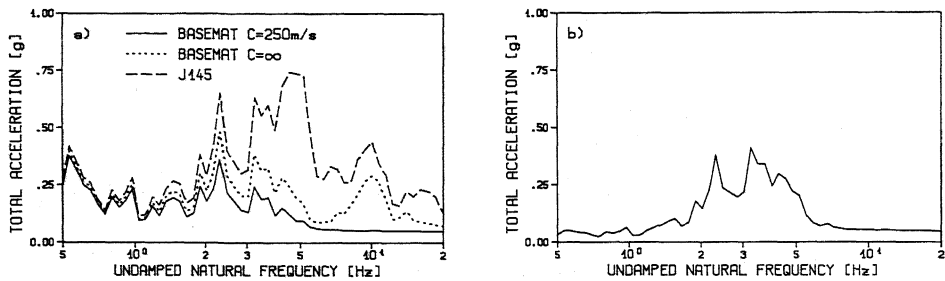 TOTAL ACCELERATION [g]
1.00
.75
.50
.25
0.00
a)
BASEMAT C=250m/s
BASEMAT C=∞
J145
5
10⁰
2
3
5
10¹
2
UNDAMPED NATURAL FREQUENCY [Hz]
TOTAL ACCELERATION [g]
1.00
.75
.50
.25
0.00
b)
5
10⁰
2
3
5
10¹
2
UNDAMPED NATURAL FREQUENCY [Hz]